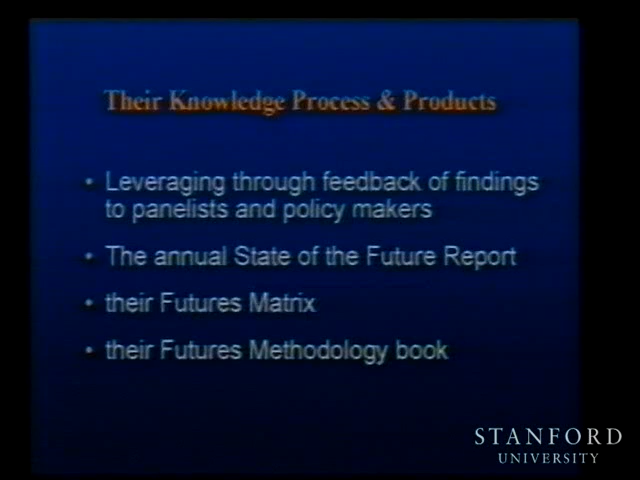 Their Knowledge Process & Products
• Leveraging through feedback of findings
to panelists and policy makers
• The annual State of the Future Report
• their Futures Matrix
• their Futures Methodology book
STANFORD
UNIVERSITY